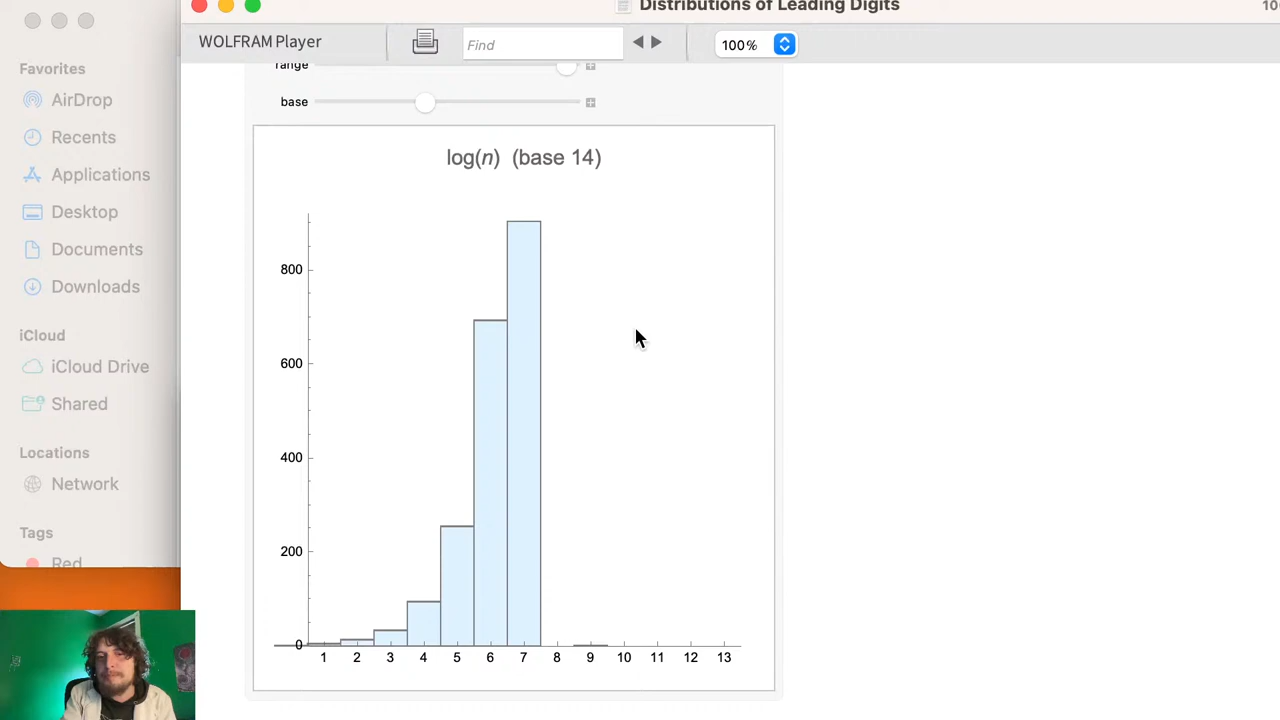 Distributions of Leading Digits
WOLFRAM Player
Find
100%
Favorites
AirDrop
Recents
Applications
Desktop
Documents
Downloads
iCloud
iCloud Drive
Shared
Locations
Network
Tags
Red
range
base
log(n) (base 14)
800
600
400
200
0
1 2 3 4 5 6 7 8 9 10 11 12 13